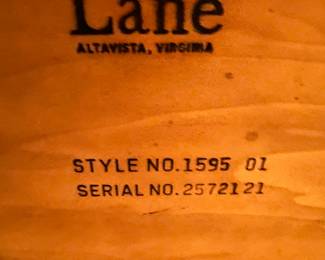 Lane
ALTAVISTA, VIRGINIA
STYLE NO.1595 01
SERIAL NO.2572121